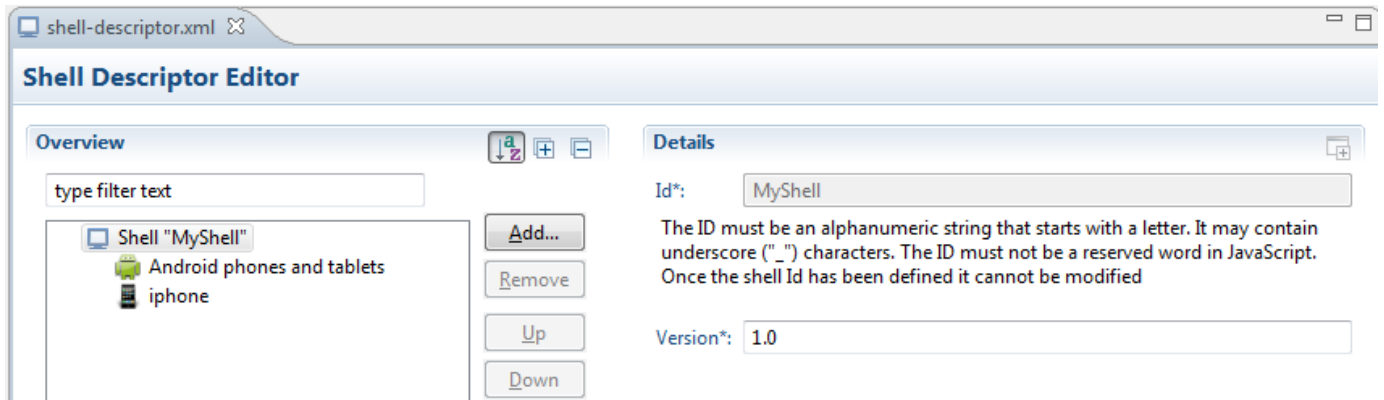 shell-descriptor.xml
Shell Descriptor Editor
Overview
a
z
type filter text
Shell "MyShell"
Android phones and tablets
iphone
Add...
Remove
Up
Down
Details
Id*:
MyShell
The ID must be an alphanumeric string that starts with a letter. It may contain
underscore ("_") characters. The ID must not be a reserved word in JavaScript.
Once the shell Id has been defined it cannot be modified
Version*:
1.0